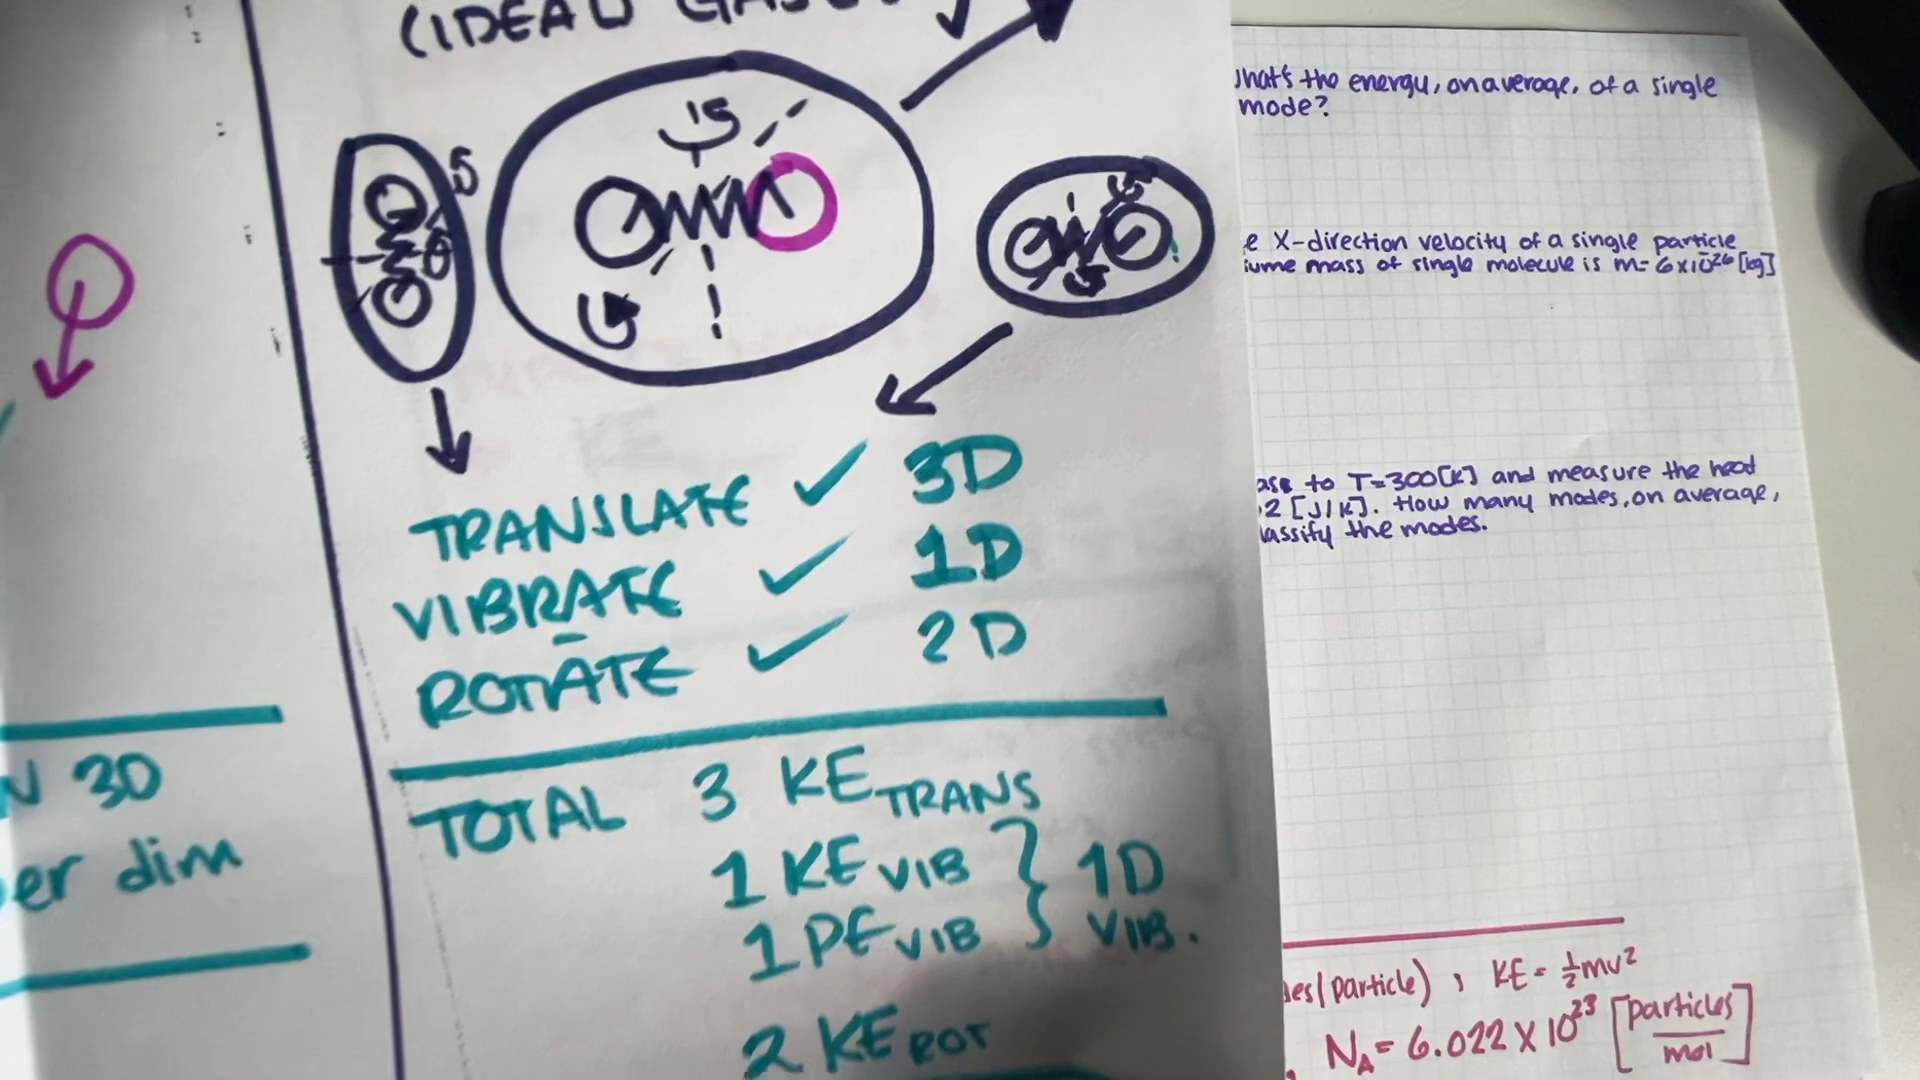 (IDEAL GAS
TRANSLATE ✓ 3D
VIBRATE ✓ 1D
ROTATE ✓ 2D
N 3D
er dim
TOTAL 3 KE TRANS
1 KE VIB } 1D
1 PE VIB } VIB.
2 KE ROT
hat's the energy, on average, of a single
mode?
e X-direction velocity of a single particle
ume mass of single molecule is m= 6x10^-26 [kg]
as to T=300[K] and measure the heat
.2 [J/K]. How many modes, on average,
lassify the modes.
des/particle) ; KE = 1/2 mv²
N_A = 6.022 X 10^23 [particles/mol]